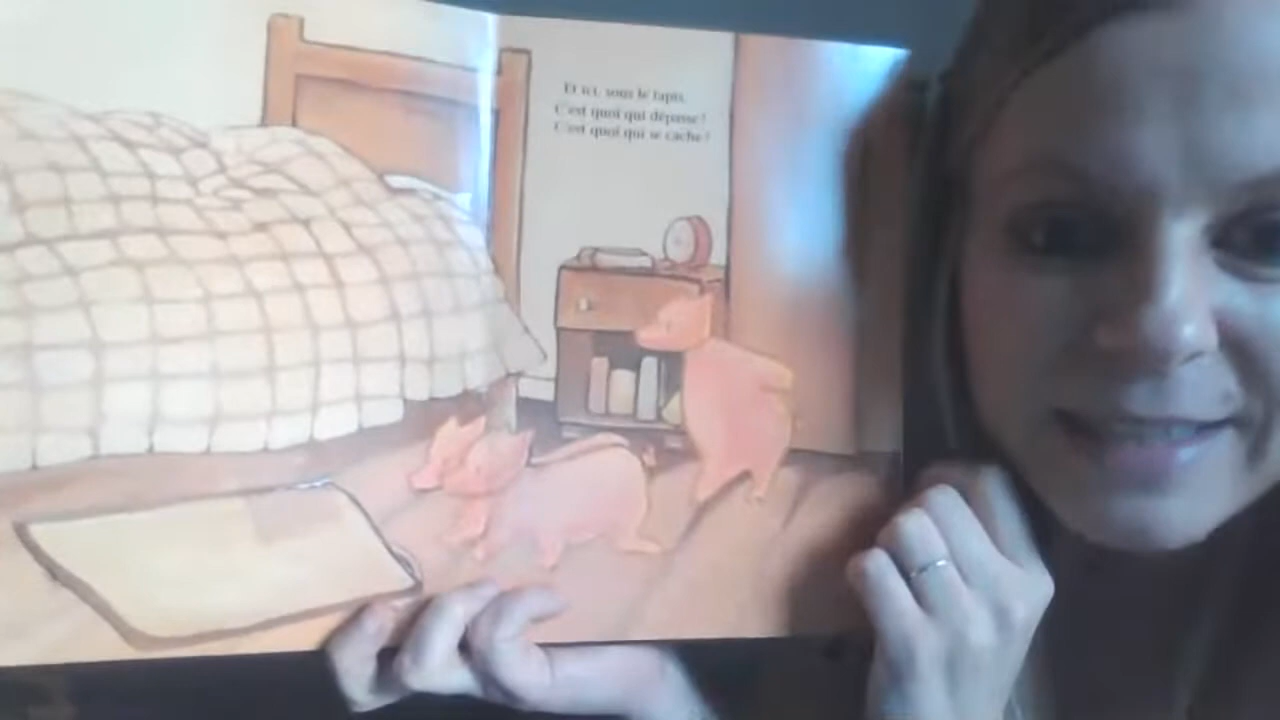 Et ici, sous le tapis.
C'est quoi qui dépasse ?
C'est quoi qui se cache ?